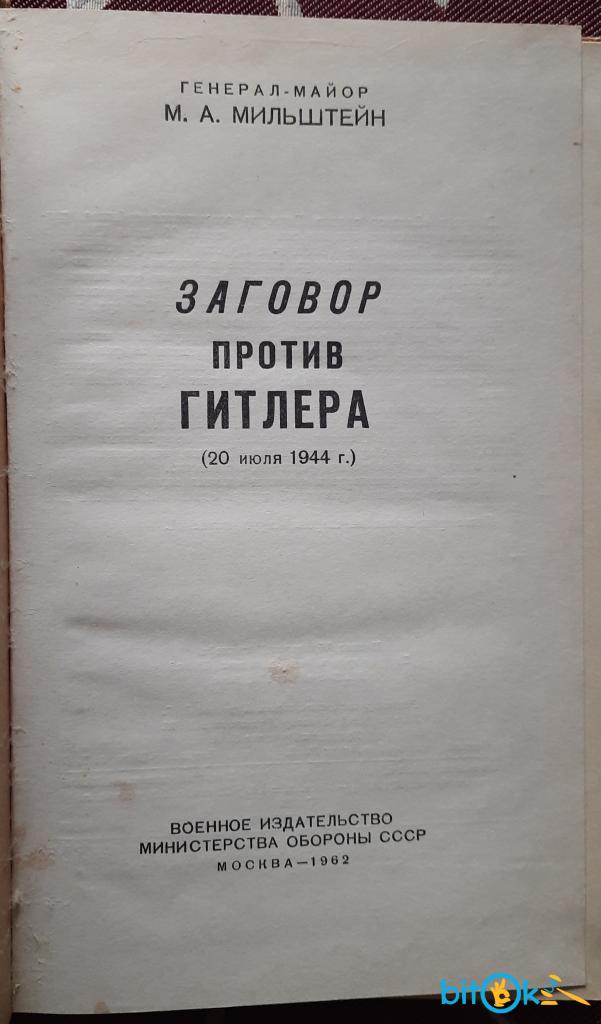 ГЕНЕРАЛ-МАЙОР
М. А. МИЛЬШТЕЙН
ЗАГОВОР
ПРОТИВ
ГИТЛЕРА
(20 июля 1944 г.)
ВОЕННОЕ ИЗДАТЕЛЬСТВО
МИНИСТЕРСТВА ОБОРОНЫ СССР
МОСКВА—1962
bitOk